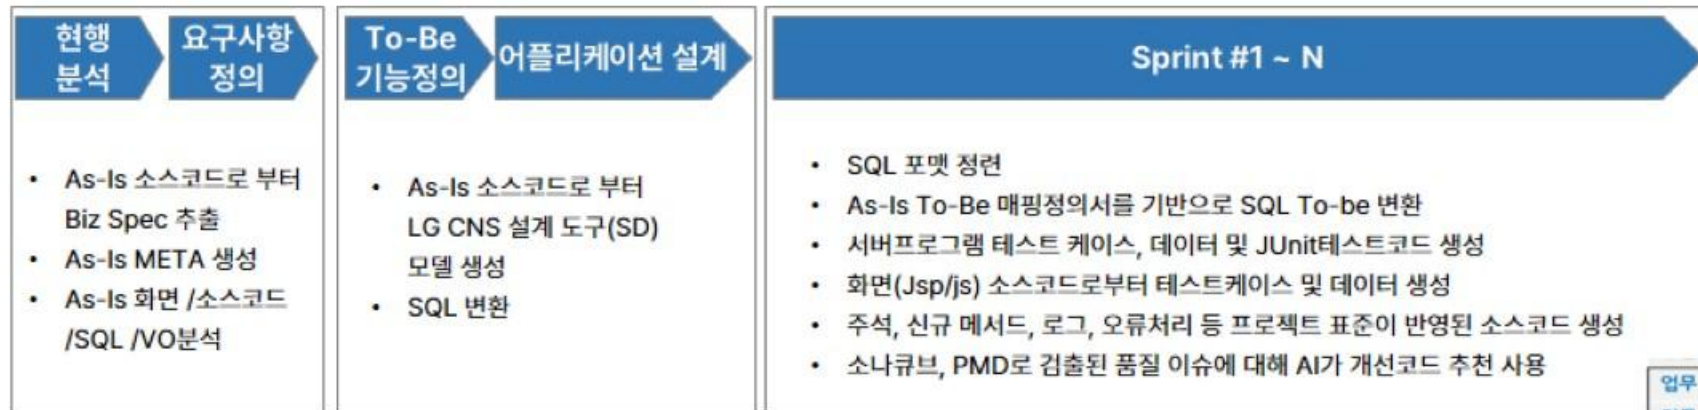 현행
분석
요구사항
정의
As-Is 소스코드로 부터
Biz Spec 추출
As-Is META 생성
As-Is 화면 /소스코드
/SQL /VO분석
To-Be
기능정의
어플리케이션 설계
As-Is 소스코드로 부터
LG CNS 설계 도구(SD)
모델 생성
SQL 변환
Sprint #1 ~ N
SQL 포맷 정련
As-Is To-Be 매핑정의서를 기반으로 SQL To-be 변환
서버프로그램 테스트 케이스, 데이터 및 JUnit테스트코드 생성
화면(Jsp/js) 소스코드로부터 테스트케이스 및 데이터 생성
주석, 신규 메서드, 로그, 오류처리 등 프로젝트 표준이 반영된 소스코드 생성
소나큐브, PMD로 검출된 품질 이슈에 대해 AI가 개선코드 추천 사용
업무